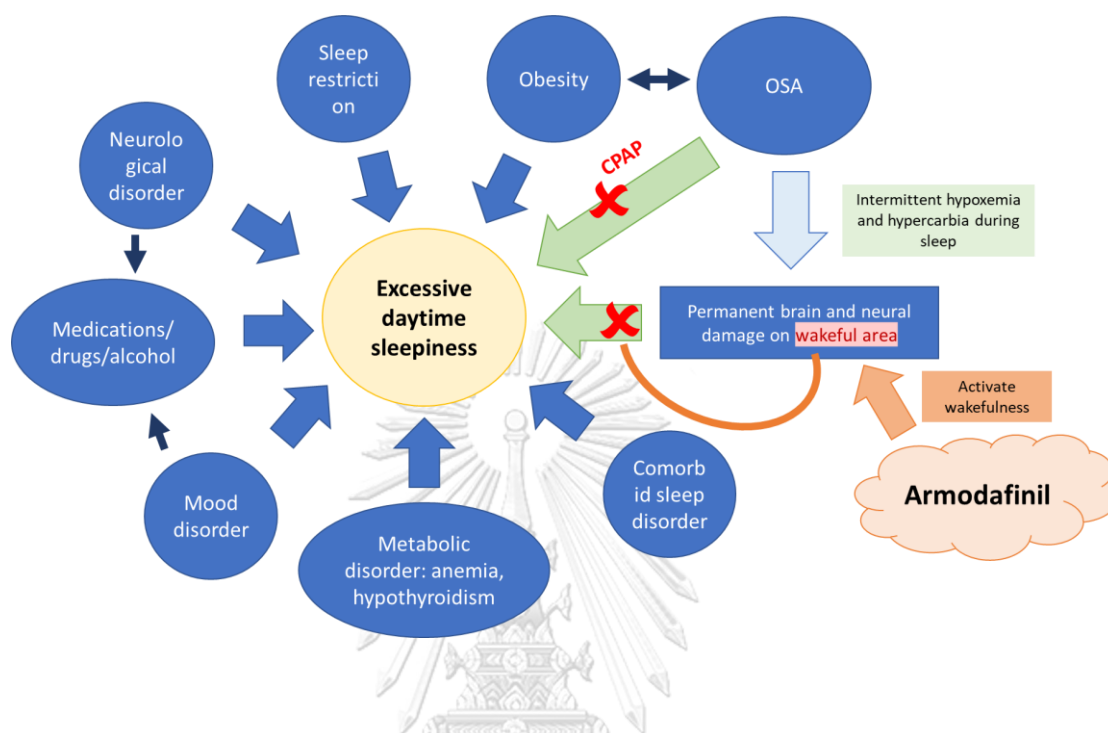 Sleep
restricti
on
Obesity
OSA
Neurolo
gical
disorder
CPAP
Intermittent hypoxemia
and hypercarbia during
sleep
Excessive
daytime
sleepiness
Medications/
drugs/alcohol
Permanent brain and neural
damage on wakeful area
Activate
wakefulness
Armodafinil
Mood
disorder
Comorb
id sleep
disorder
Metabolic
disorder: anemia,
hypothyroidism